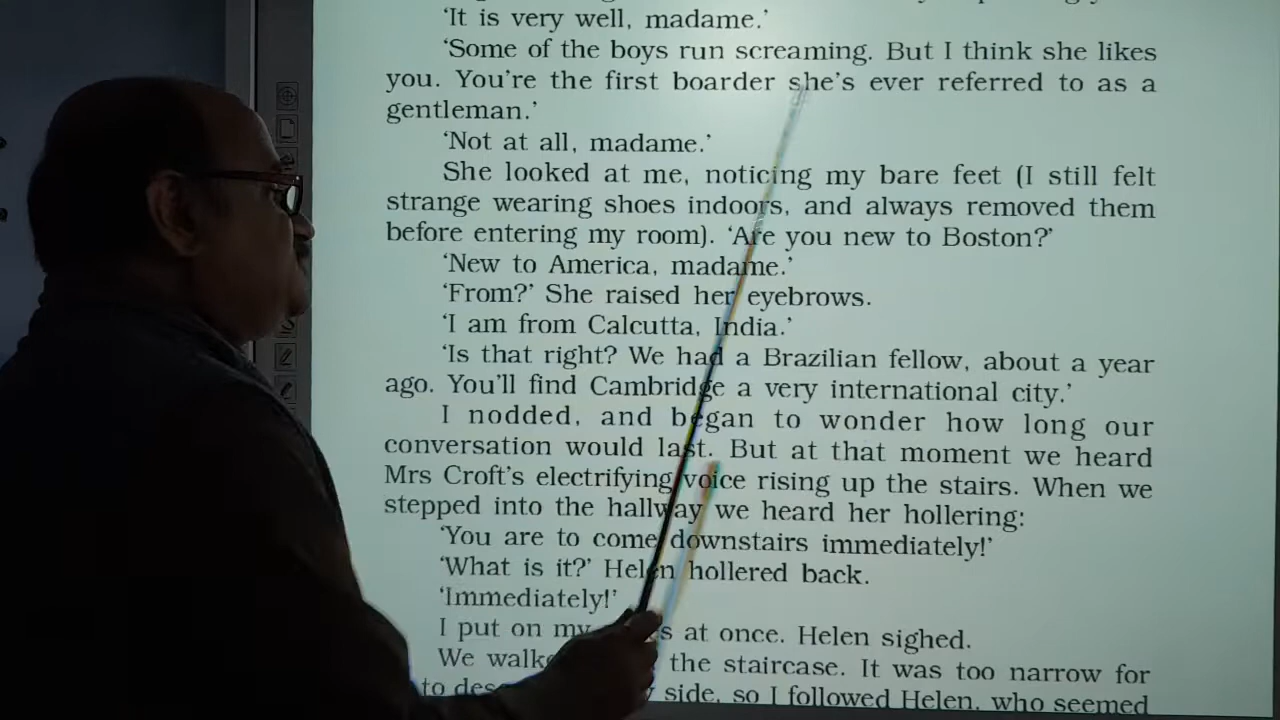 'It is very well, madame.'
'Some of the boys run screaming. But I think she likes
you. You're the first boarder she's ever referred to as a
gentleman.'
'Not at all, madame.'
She looked at me, noticing my bare feet (I still felt
strange wearing shoes indoors, and always removed them
before entering my room). 'Are you new to Boston?'
'New to America, madame.'
'From?' She raised her eyebrows.
'I am from Calcutta, India.'
'Is that right? We had a Brazilian fellow, about a year
ago. You'll find Cambridge a very international city.'
I nodded, and began to wonder how long our
conversation would last. But at that moment we heard
Mrs Croft's electrifying voice rising up the stairs. When we
stepped into the hallway we heard her hollering:
'You are to come downstairs immediately!'
'What is it?' Helen hollered back.
'Immediately!'
I put on my at once. Helen sighed.
We the staircase. It was too narrow for
to side, so I followed Helen, who seemed